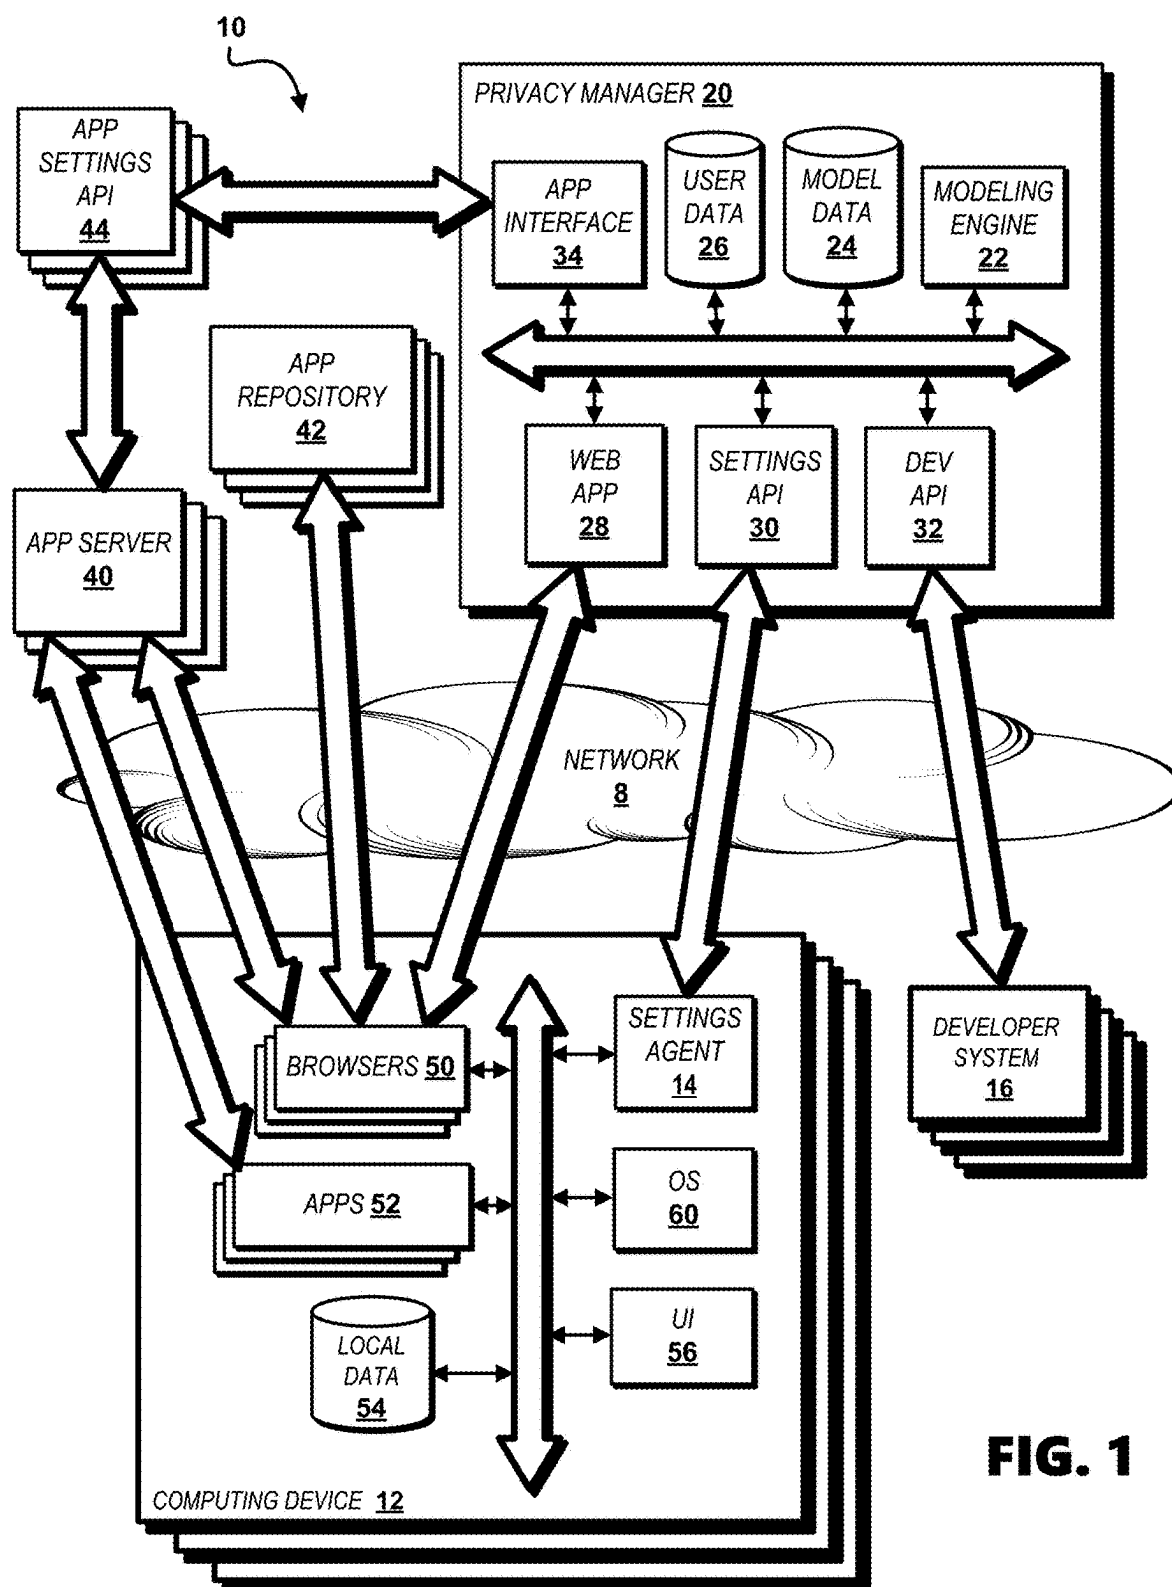 10
PRIVACY MANAGER 20
APP
SETTINGS
API
44
APP
INTERFACE
34
USER
DATA
26
MODEL
DATA
24
MODELING
ENGINE
22
APP
REPOSITORY
42
WEB
APP
28
SETTINGS
API
30
DEV
API
32
APP SERVER
40
NETWORK
8
BROWSERS 50
SETTINGS
AGENT
14
DEVELOPER
SYSTEM
16
APPS 52
OS
60
LOCAL
DATA
54
UI
56
COMPUTING DEVICE 12
FIG. 1